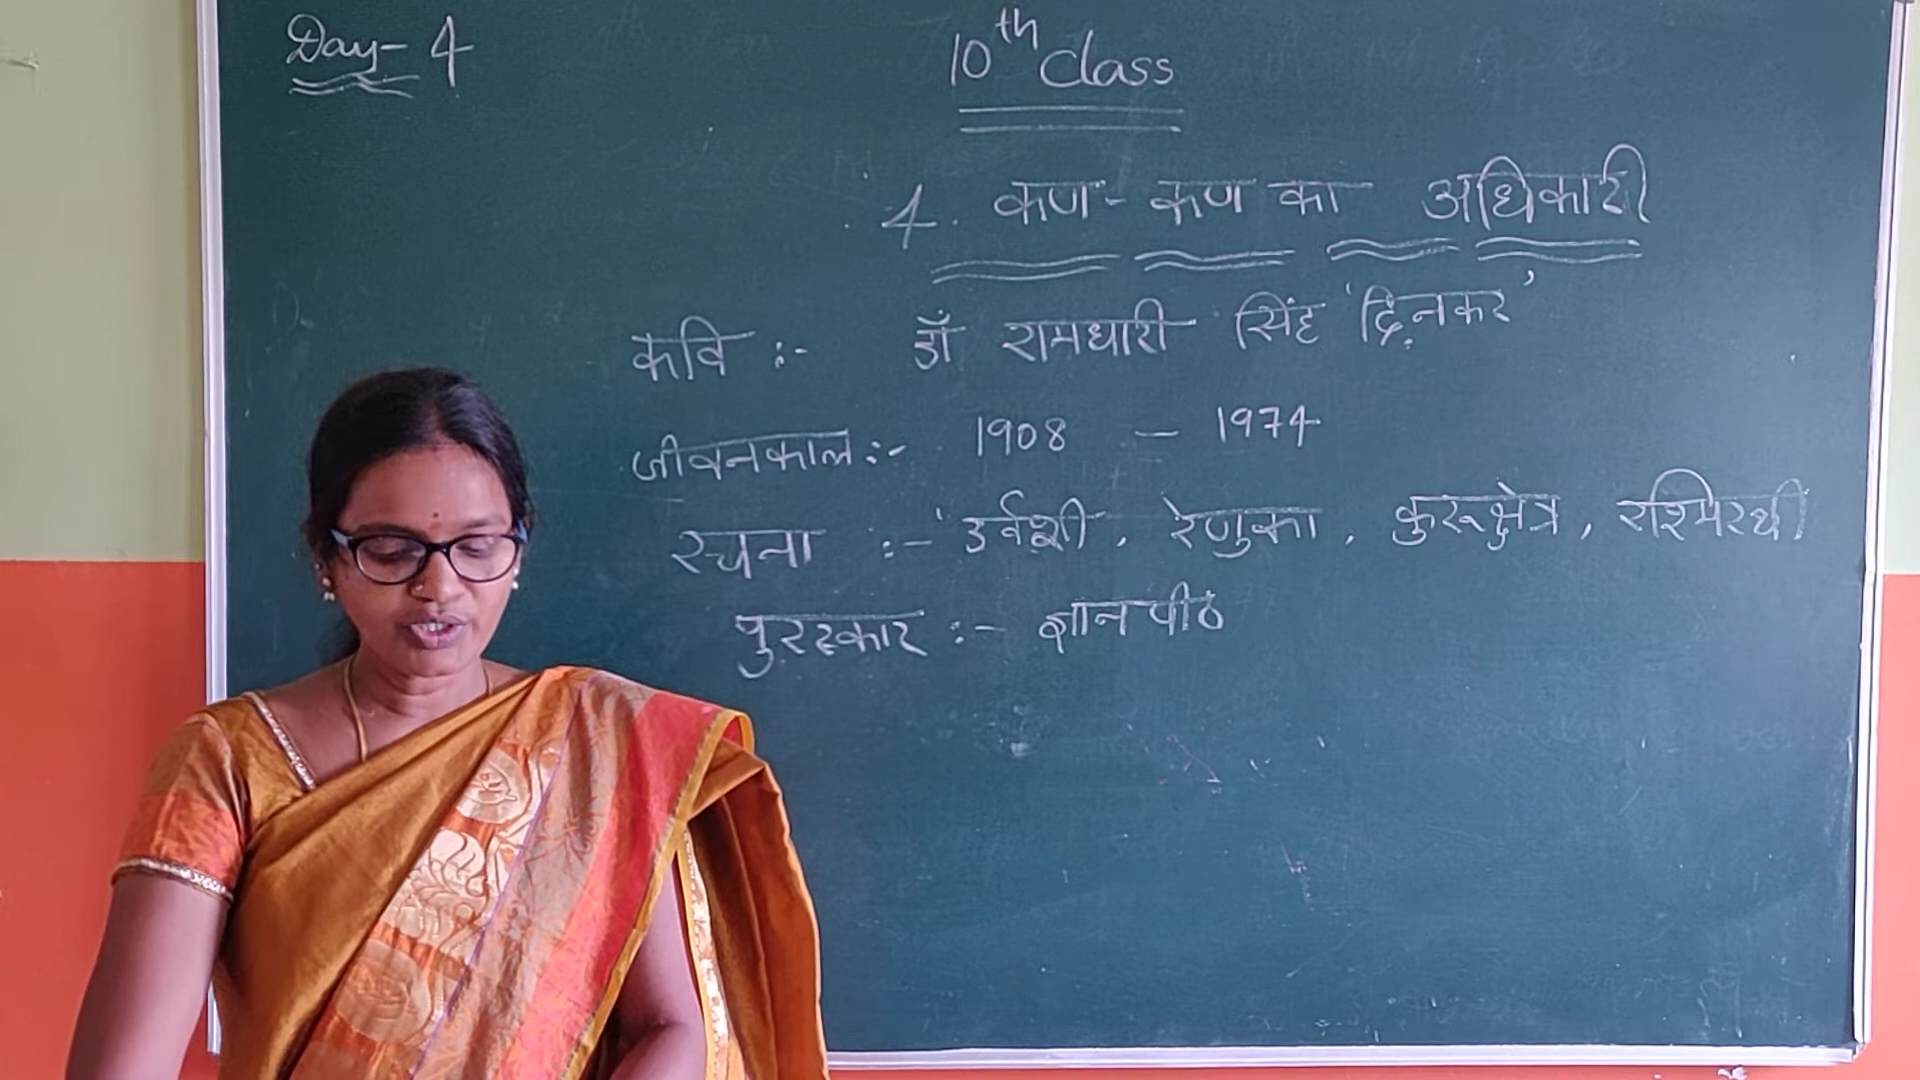 Day-4
10th class
4. कण-कण का अधिकारी
कवि :- डॉ रामधारी सिंह 'दिनकर'
जीवनकाल :- 1908 - 1974
रचना :- उर्वशी, रेणुका, कुरूक्षेत्र, रश्मिरथी
पुरस्कार :- ज्ञानपीठ